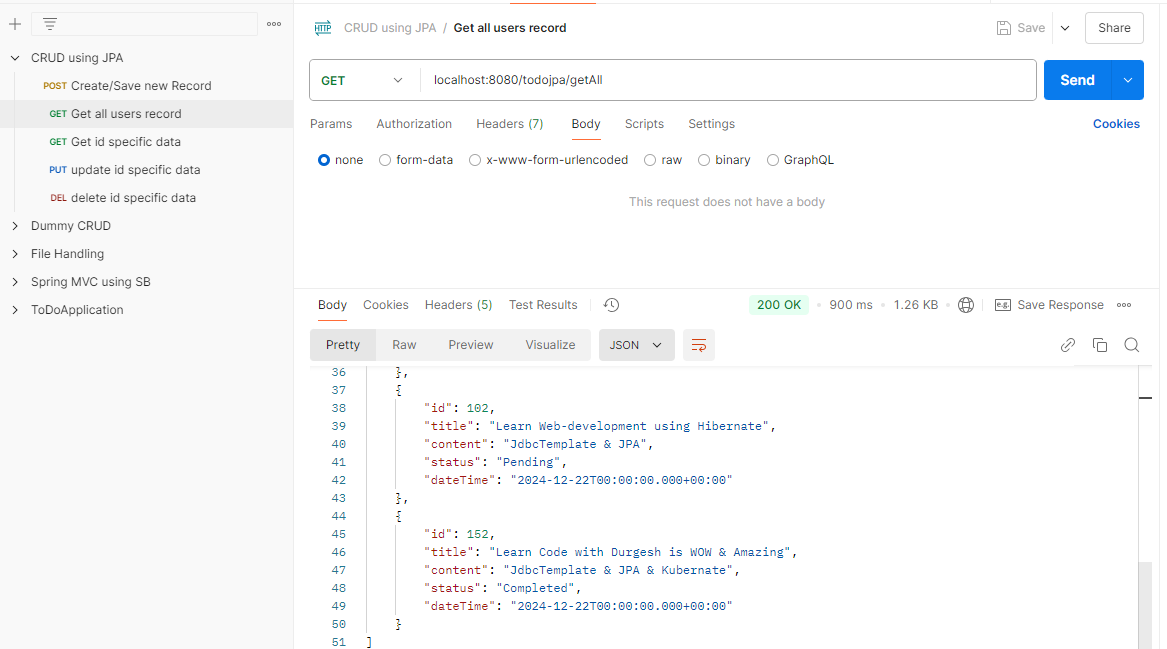 CRUD using JPA / Get all users record
Save
Share
CRUD using JPA
POST Create/Save new Record
GET Get all users record
GET Get id specific data
PUT update id specific data
DEL delete id specific data
Dummy CRUD
File Handling
Spring MVC using SB
ToDoApplication
HTTP
GET localhost:8080/todojpa/getAll
Send
Params Authorization Headers (7) Body Scripts Settings Cookies
none form-data x-www-form-urlencoded raw binary GraphQL
This request does not have a body
Body Cookies Headers (5) Test Results 200 OK 900 ms 1.26 KB e.g. Save Response
Pretty Raw Preview Visualize JSON
36 },
37 {
38 "id": 102,
39 "title": "Learn Web-development using Hibernate",
40 "content": "JdbcTemplate & JPA",
41 "status": "Pending",
42 "dateTime": "2024-12-22T00:00:00.000+00:00"
43 },
44 {
45 "id": 152,
46 "title": "Learn Code with Durgesh is WOW & Amazing",
47 "content": "JdbcTemplate & JPA & Kubernate",
48 "status": "Completed",
49 "dateTime": "2024-12-22T00:00:00.000+00:00"
50 }
51 ]